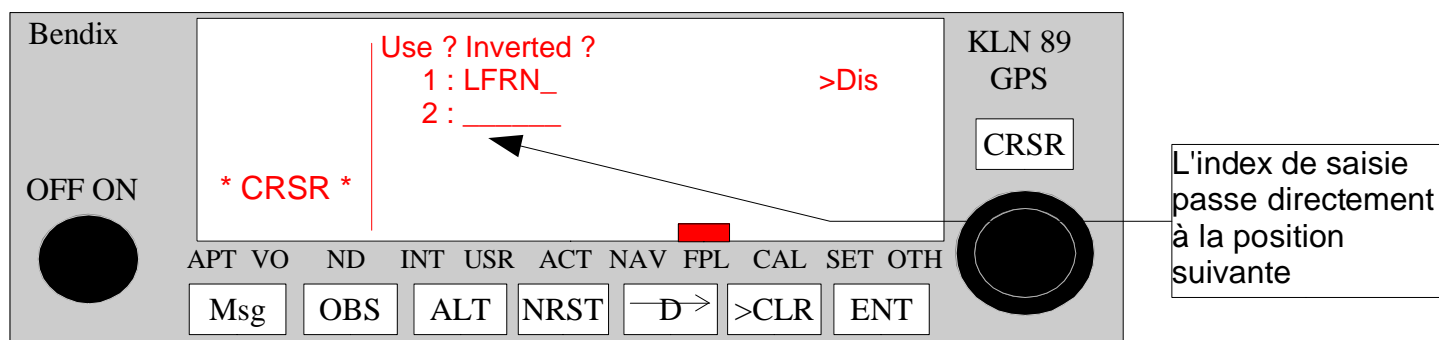 Bendix
Use ? Inverted ?
1 : LFRN_ >Dis
2 : ______
* CRSR *
OFF ON
KLN 89
GPS
CRSR
APT VO ND INT USR ACT NAV FPL CAL SET OTH
Msg OBS ALT NRST D >CLR ENT
L'index de saisie
passe directement
à la position
suivante